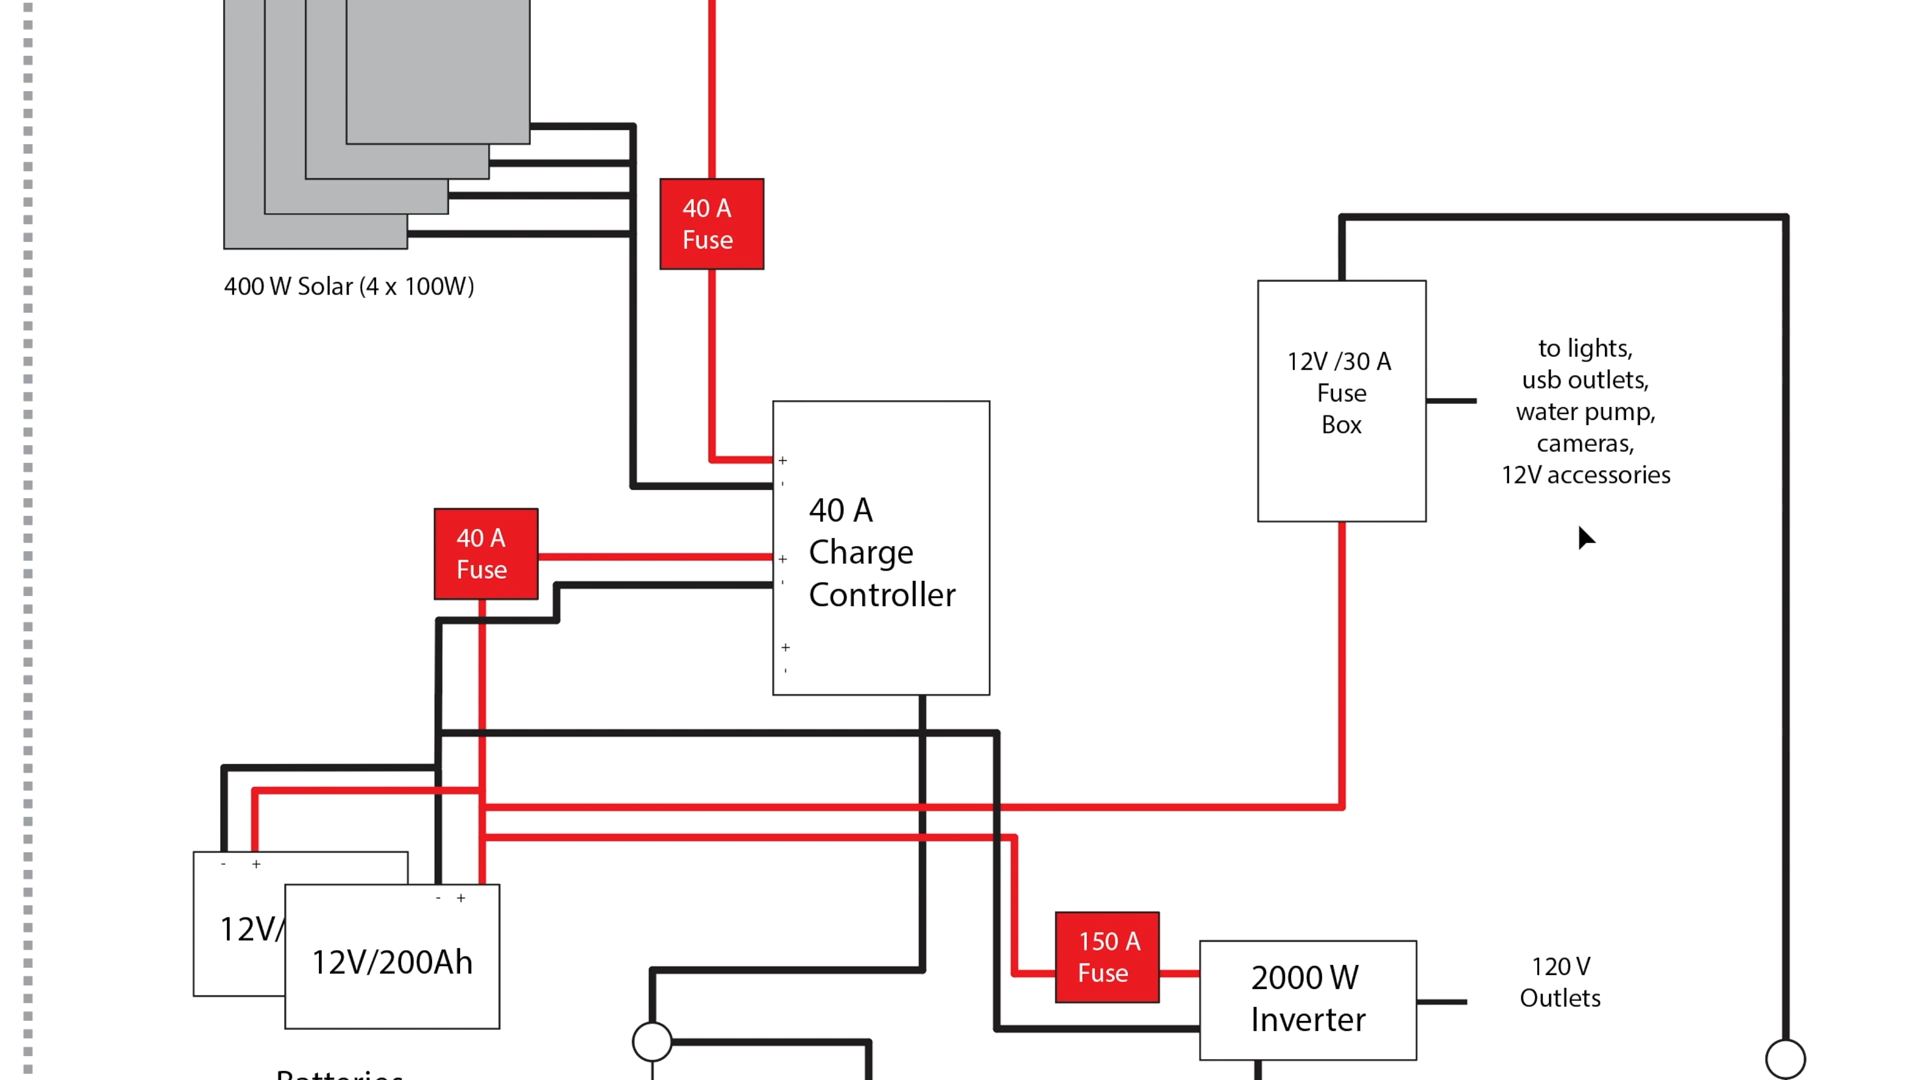 40 A
Fuse
400 W Solar (4 x 100W)
12V /30 A
Fuse
Box
to lights,
usb outlets,
water pump,
cameras,
12V accessories
+
-
40 A
Charge
Controller
40 A
Fuse
+
-
+
-
- +
- +
12V/
12V/200Ah
150 A
Fuse
2000 W
Inverter
120 V
Outlets
Batteries